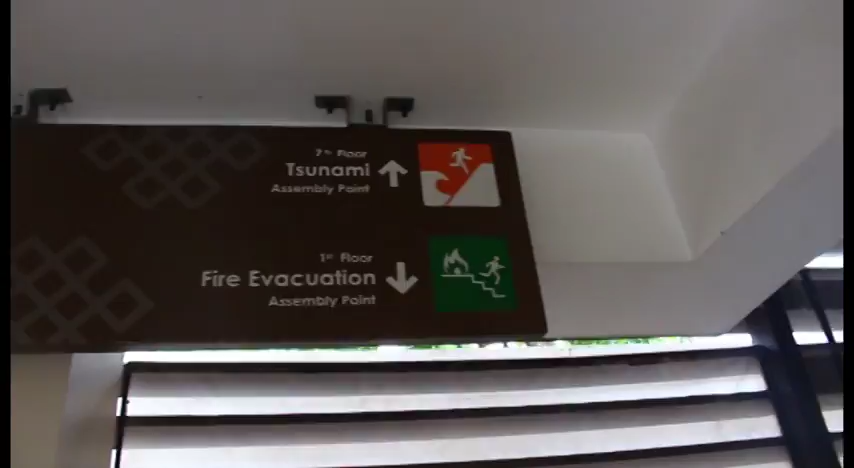 7th Floor
Tsunami
Assembly Point
1st Floor
Fire Evacuation
Assembly Point